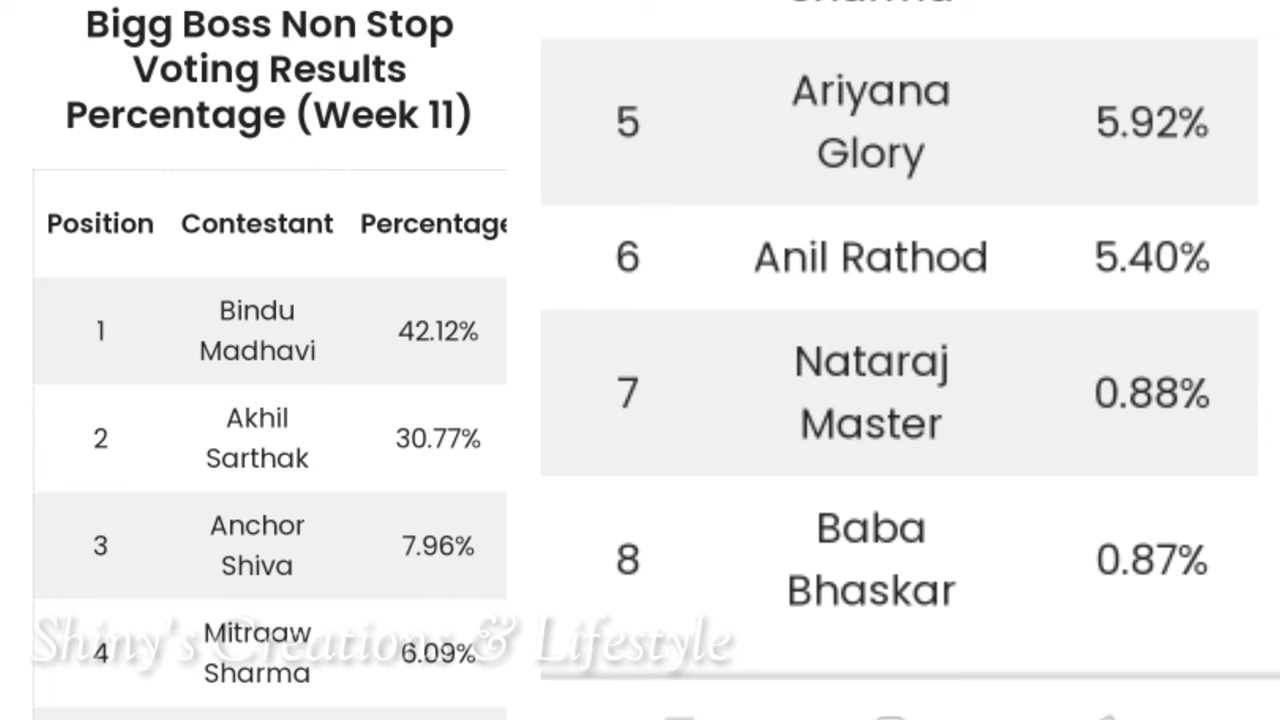 Bigg Boss Non Stop
Voting Results
Percentage (Week 11)
Position Contestant Percentage
1 Bindu Madhavi 42.12%
2 Akhil Sarthak 30.77%
3 Anchor Shiva 7.96%
4 Mitraaw Sharma 6.09%
5 Ariyana Glory 5.92%
6 Anil Rathod 5.40%
7 Nataraj Master 0.88%
8 Baba Bhaskar 0.87%
Shiny's Creations & Lifestyle